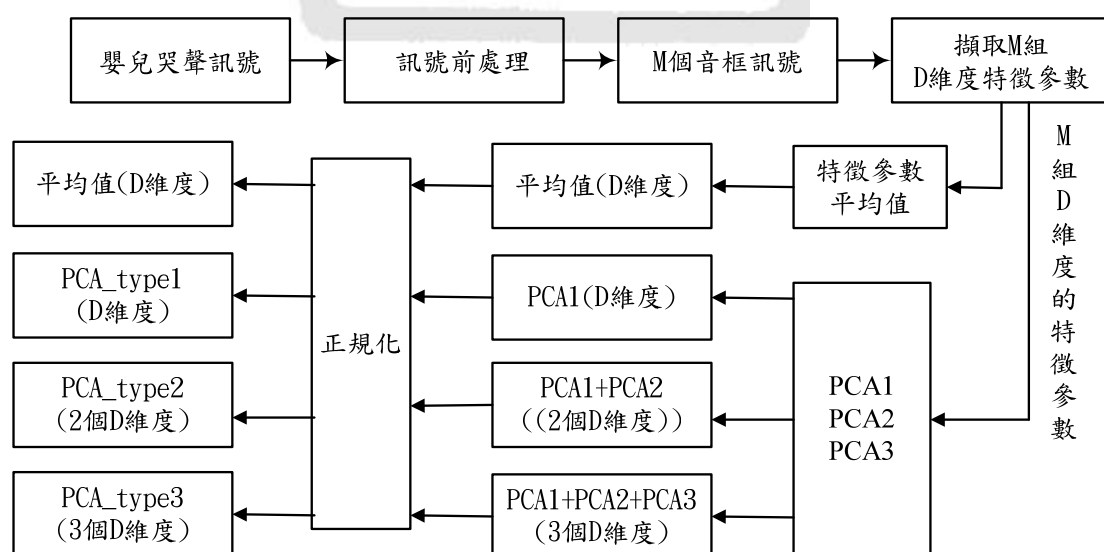 嬰兒哭聲訊號
訊號前處理
M個音框訊號
擷取M組
D維度特徵參數
M組D維度的特徵參數
平均值(D維度)
平均值(D維度)
特徵參數
平均值
PCA_type1
(D維度)
正規化
PCA1(D維度)
PCA_type2
(2個D維度)
PCA1+PCA2
((2個D維度))
PCA1
PCA2
PCA3
PCA_type3
(3個D維度)
PCA1+PCA2+PCA3
(3個D維度)